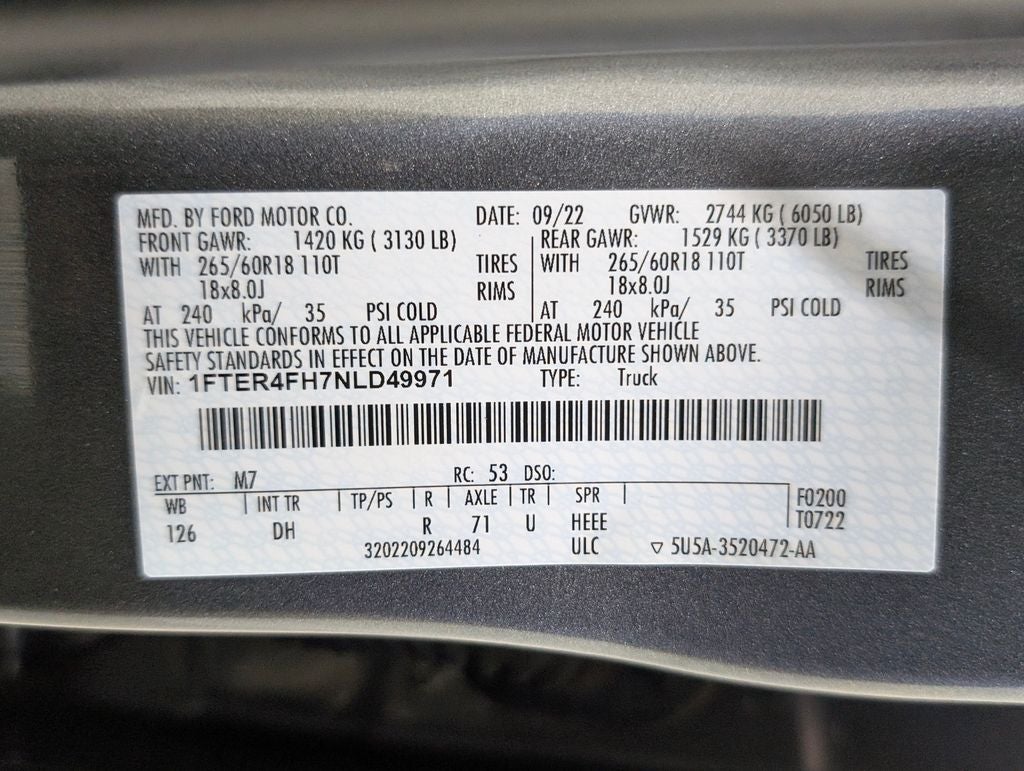 MFD. BY FORD MOTOR CO. DATE: 09/22 GVWR: 2744 KG ( 6050 LB)
FRONT GAWR: 1420 KG ( 3130 LB) REAR GAWR: 1529 KG ( 3370 LB)
WITH 265/60R18 110T TIRES WITH 265/60R18 110T TIRES
18x8.0J RIMS 18x8.0J RIMS
AT 240 kPa/ 35 PSI COLD AT 240 kPa/ 35 PSI COLD
THIS VEHICLE CONFORMS TO ALL APPLICABLE FEDERAL MOTOR VEHICLE
SAFETY STANDARDS IN EFFECT ON THE DATE OF MANUFACTURE SHOWN ABOVE.
VIN: 1FTER4FH7NLD49971 TYPE: Truck
EXT PNT: M7 RC: 53 DSO:
WB INT TR TP/PS R AXLE TR SPR F0200
126 DH R 71 U HEEE T0722
3202209264484 ULC ▽ 5U5A-3520472-AA